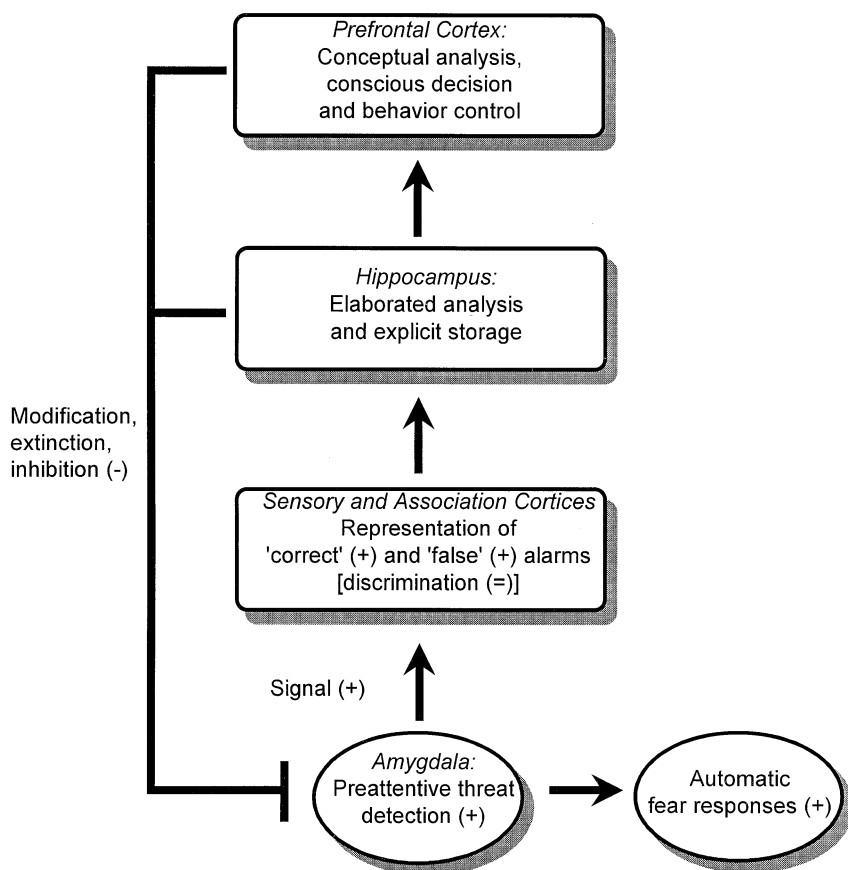 Prefrontal Cortex:
Conceptual analysis,
conscious decision
and behavior control
Hippocampus:
Elaborated analysis
and explicit storage
Modification,
extinction,
inhibition (-)
Sensory and Association Cortices
Representation of
'correct' (+) and 'false' (+) alarms
[discrimination (=)]
Signal (+)
Amygdala:
Preattentive threat
detection (+)
Automatic
fear responses (+)